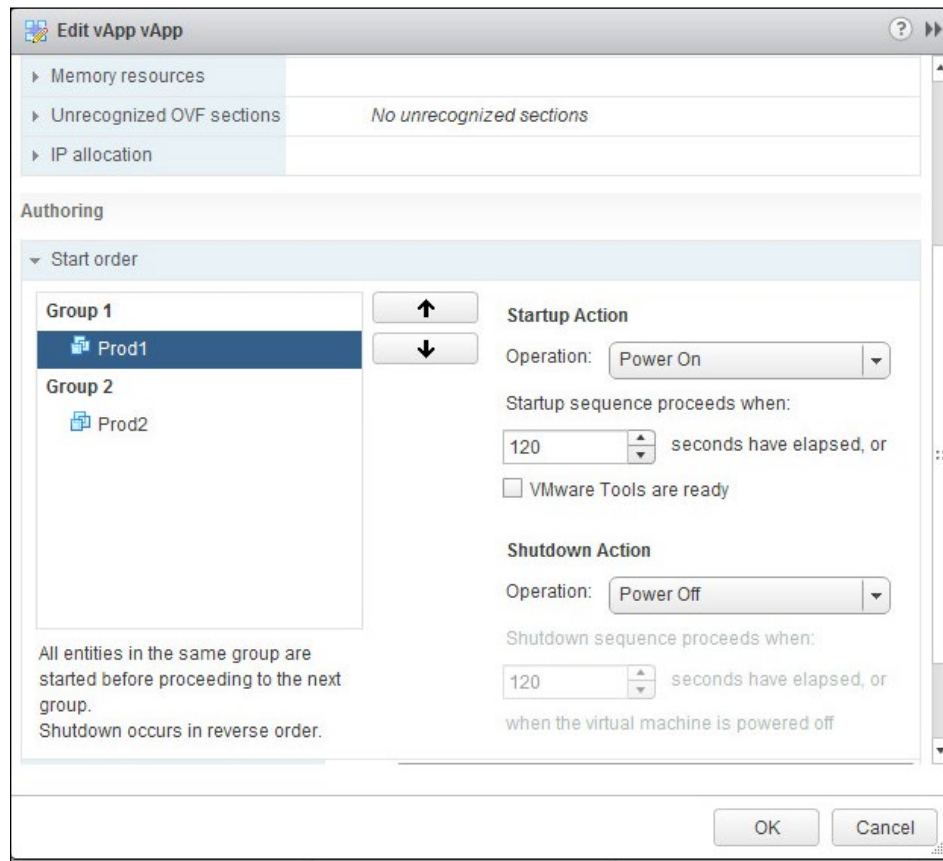 Edit vApp vApp
Memory resources
Unrecognized OVF sections No unrecognized sections
IP allocation
Authoring
Start order
Group 1
Prod1
Group 2
Prod2
All entities in the same group are
started before proceeding to the next
group.
Shutdown occurs in reverse order.
Startup Action
Operation: Power On
Startup sequence proceeds when:
120 seconds have elapsed, or
VMware Tools are ready
Shutdown Action
Operation: Power Off
Shutdown sequence proceeds when:
120 seconds have elapsed, or
when the virtual machine is powered off
OK Cancel